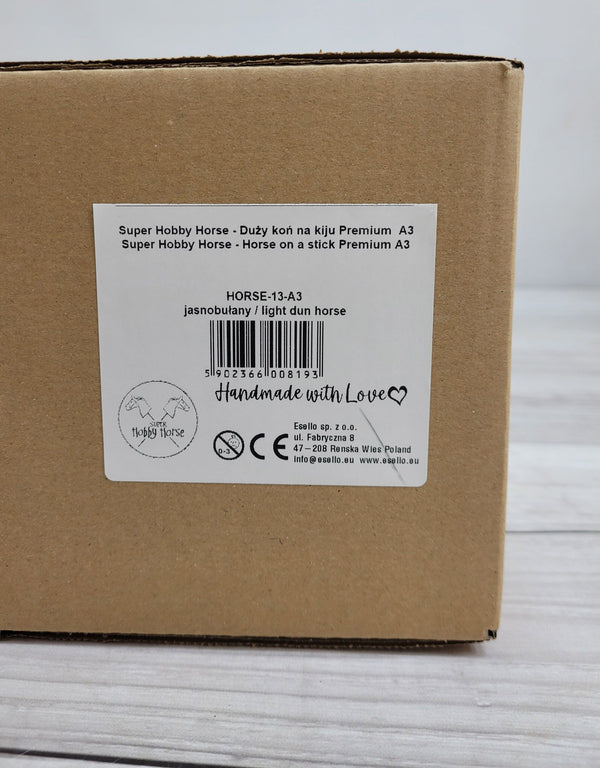 Super Hobby Horse - Duży koń na kiju Premium A3
Super Hobby Horse - Horse on a stick Premium A3
HORSE-13-A3
jasnobułany / light dun horse
5 902366 008193
Handmade with Love
SUPER
Hobby Horse
0-3
CE
Esello sp. z o.o.
ul. Fabryczna 8
47-208 Renska Wies Poland
info@esello.eu www.esello.eu